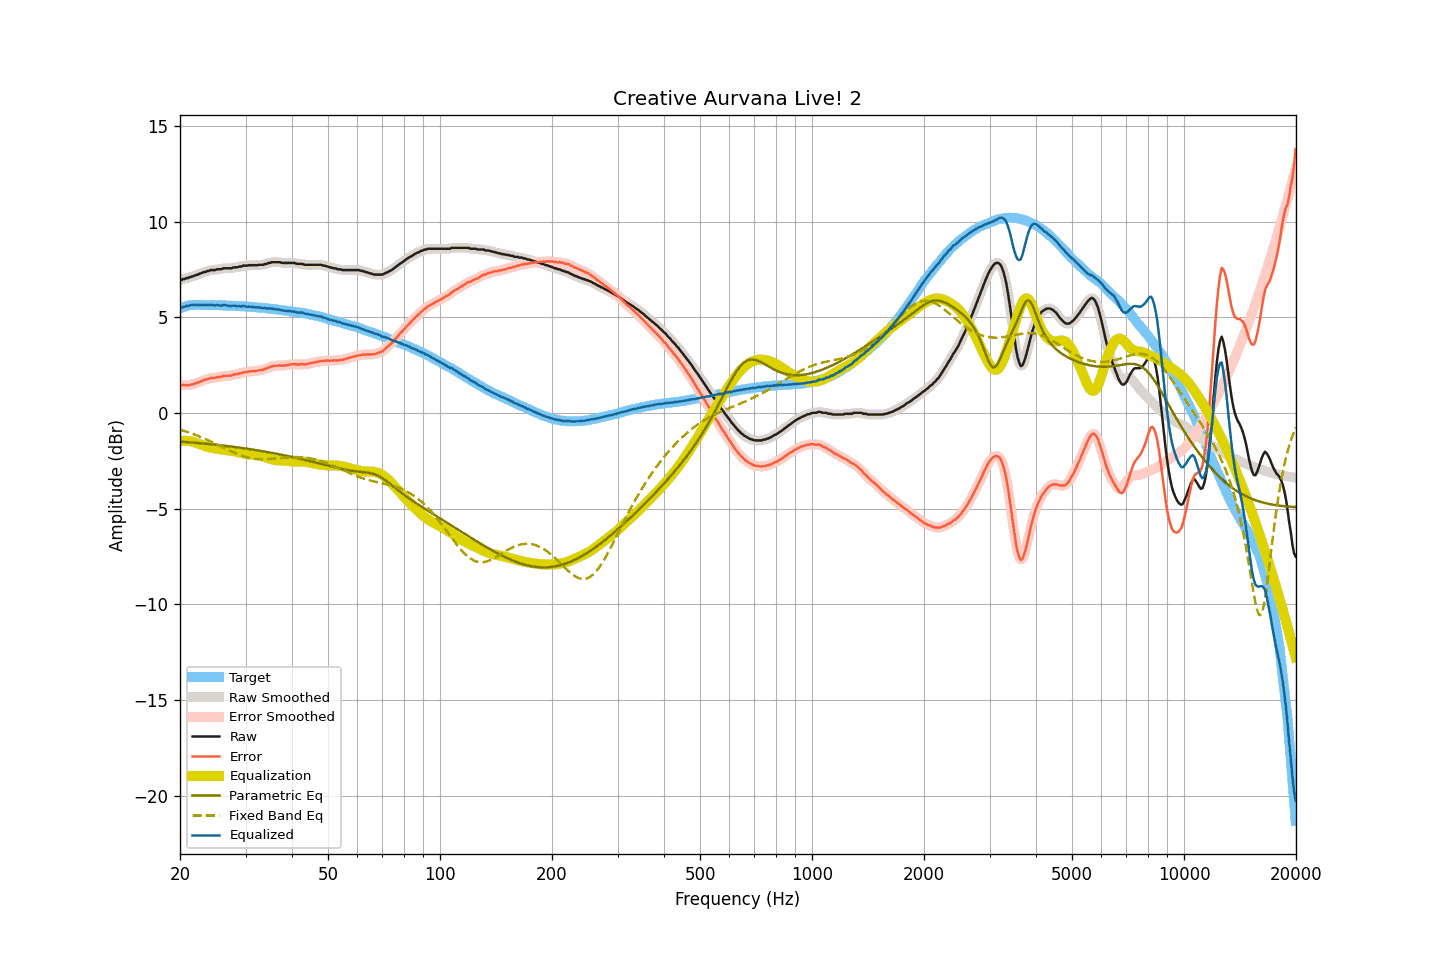 Creative Aurvana Live! 2
15
10
5
0
−5
−10
−15
−20
Amplitude (dBr)
Target
Raw Smoothed
Error Smoothed
Raw
Error
Equalization
Parametric Eq
Fixed Band Eq
Equalized
20 50 100 200 500 1000 2000 5000 10000 20000
Frequency (Hz)